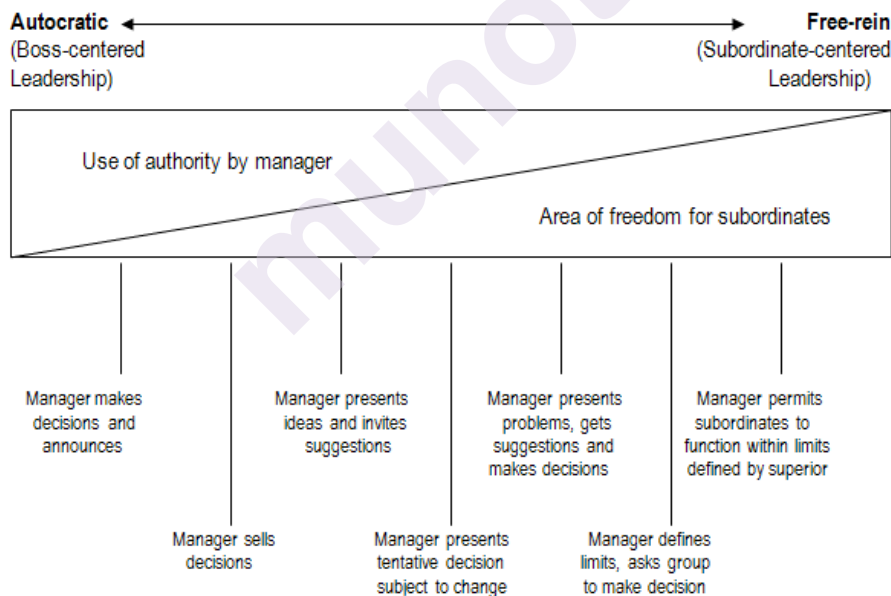 Autocratic
(Boss-centered
Leadership)
Free-rein
(Subordinate-centered
Leadership)
Use of authority by manager
Area of freedom for subordinates
Manager makes
decisions and
announces
Manager sells
decisions
Manager presents
ideas and invites
suggestions
Manager presents
tentative decision
subject to change
Manager presents
problems, gets
suggestions and
makes decisions
Manager defines
limits, asks group
to make decision
Manager permits
subordinates to
function within limits
defined by superior